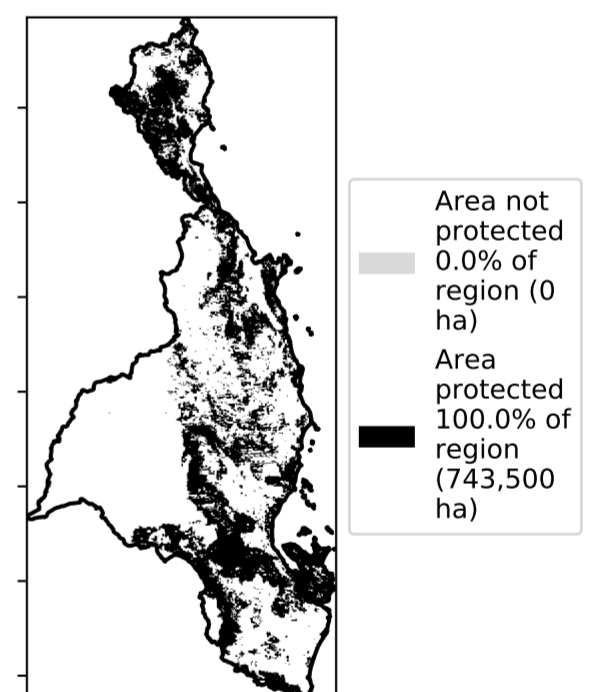 Area not
protected
0.0% of
region (0
ha)
Area
protected
100.0% of
region
(743,500
ha)